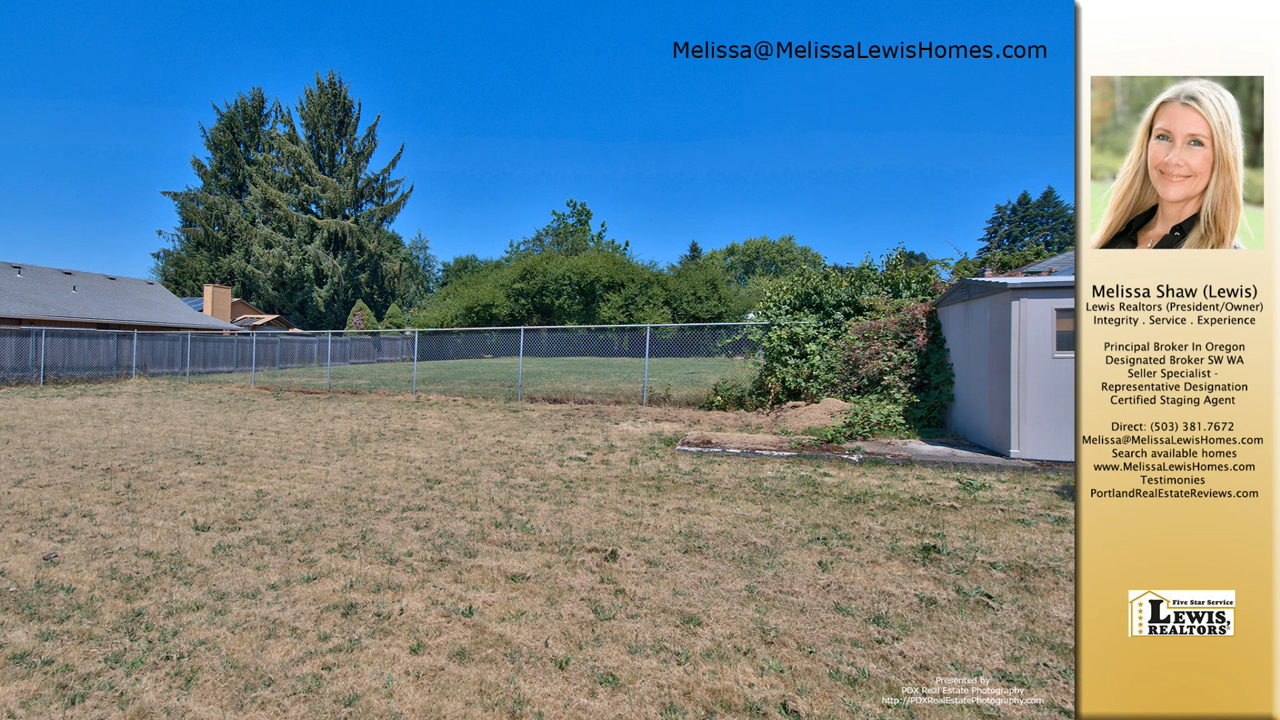 Melissa@MelissaLewisHomes.com
Melissa Shaw (Lewis)
Lewis Realtors (President/Owner)
Integrity . Service . Experience
Principal Broker In Oregon
Designated Broker SW WA
Seller Specialist -
Representative Designation
Certified Staging Agent
Direct: (503) 381.7672
Melissa@MelissaLewisHomes.com
Search available homes
www.MelissaLewisHomes.com
Testimonies
PortlandRealEstateReviews.com
Five Star Service
LEWIS,
REALTORS
Presented by
PDX Real Estate Photography
http://PDXRealEstatePhotography.com